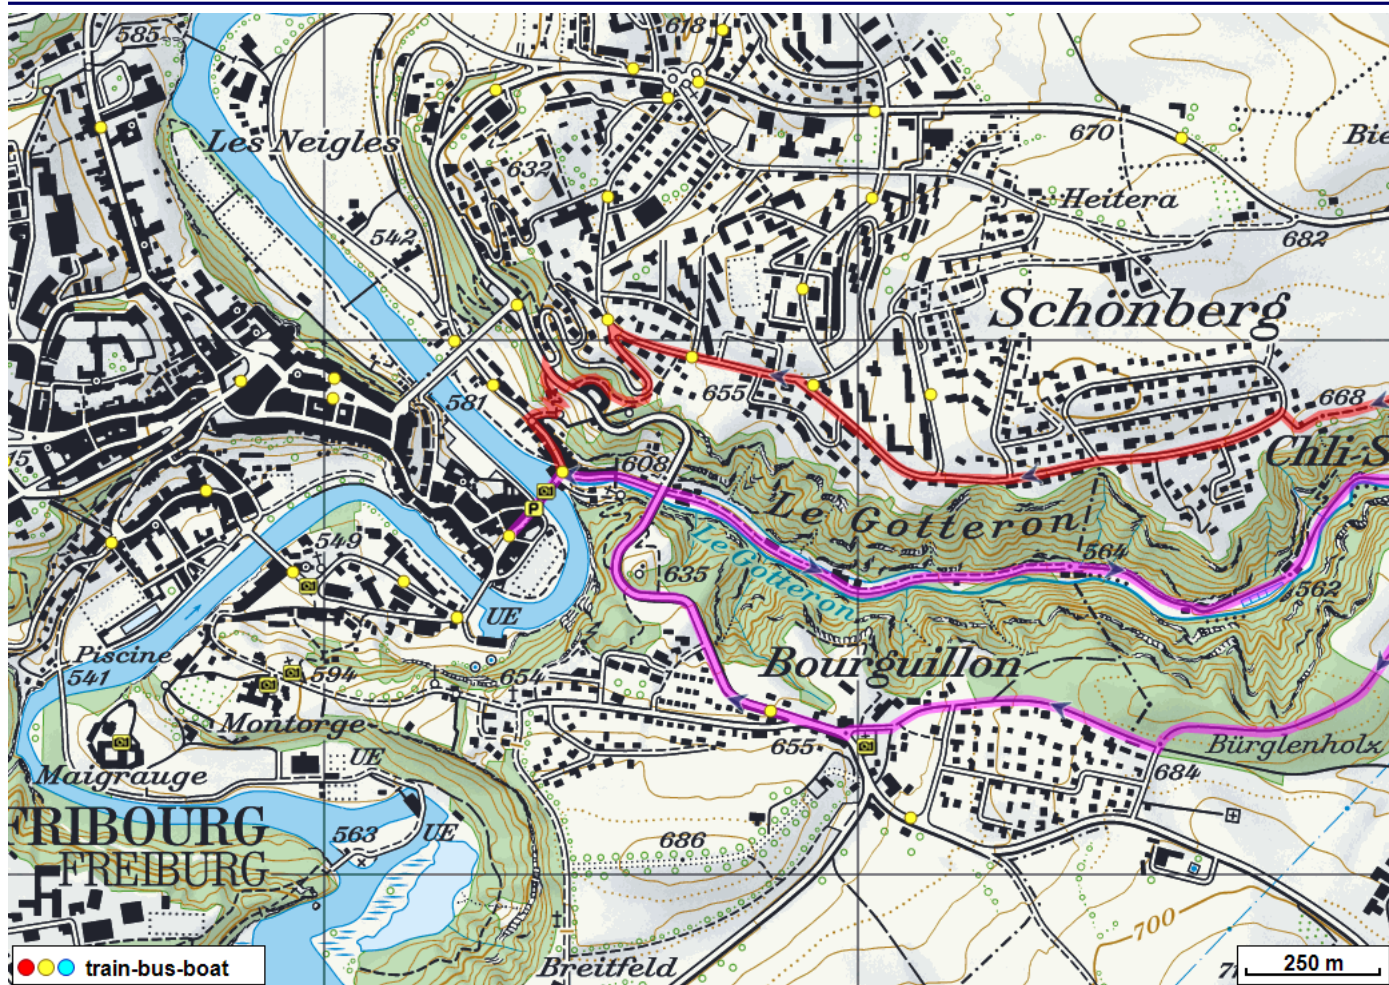 585
618
Les Neigles
632
670
Bie
Heitera
542
682
Schönberg
581
655
668
Chli-S
608
Le Gotteron
Le Gotteron
564
549
635
562
UE
Piscine
541
594
654
Bourguillon
Montorge
655
Bürglenholz
684
Maigrauge
UE
FRIBOURG
FREIBURG
563
UE
686
700
Breitfeld
train-bus-boat
250 m
P